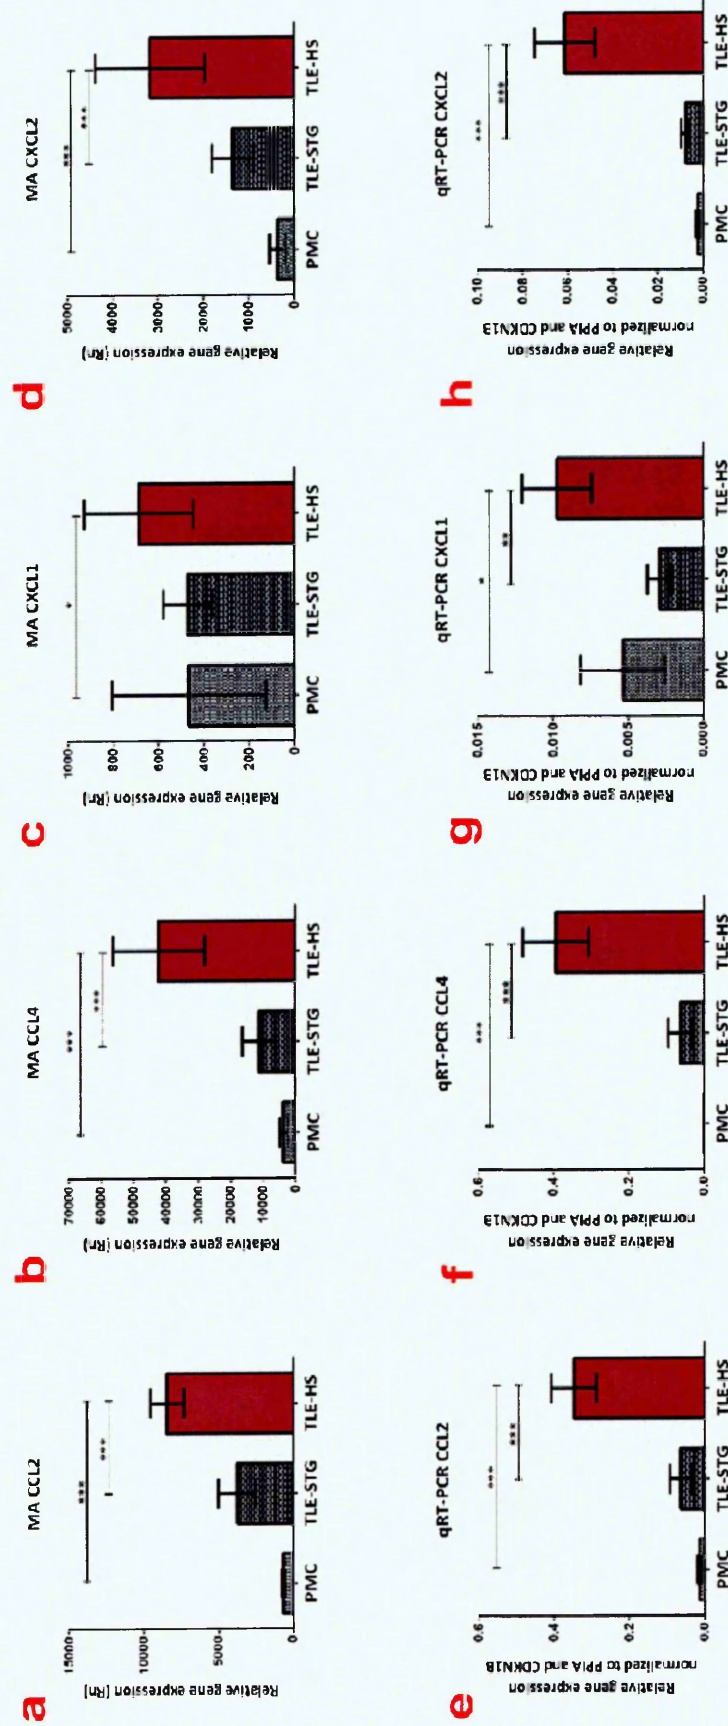 a
MA CCL2
Relative gene expression (Rn)
15000
10000
5000
0
***
***
PMC
TLE-STG
TLE-HS
b
MA CCL4
Relative gene expression (Rn)
70000
60000
50000
40000
30000
20000
10000
0
***
***
PMC
TLE-STG
TLE-HS
c
MA CXCL1
Relative gene expression (Rn)
1000
800
600
400
200
0
*
PMC
TLE-STG
TLE-HS
d
MA CXCL2
Relative gene expression (Rn)
5000
4000
3000
2000
1000
0
***
***
PMC
TLE-STG
TLE-HS
e
qRT-PCR CCL2
Relative gene expression
normalized to PPIA and CDKN1B
0.6
0.4
0.2
0.0
***
***
PMC
TLE-STG
TLE-HS
f
qRT-PCR CCL4
Relative gene expression
normalized to PPIA and CDKN1B
0.6
0.4
0.2
0.0
***
***
PMC
TLE-STG
TLE-HS
g
qRT-PCR CXCL1
Relative gene expression
normalized to PPIA and CDKN1B
0.015
0.010
0.005
0.000
*
**
PMC
TLE-STG
TLE-HS
h
qRT-PCR CXCL2
Relative gene expression
normalized to PPIA and CDKN1B
0.10
0.08
0.06
0.04
0.02
0.00
***
***
PMC
TLE-STG
TLE-HS